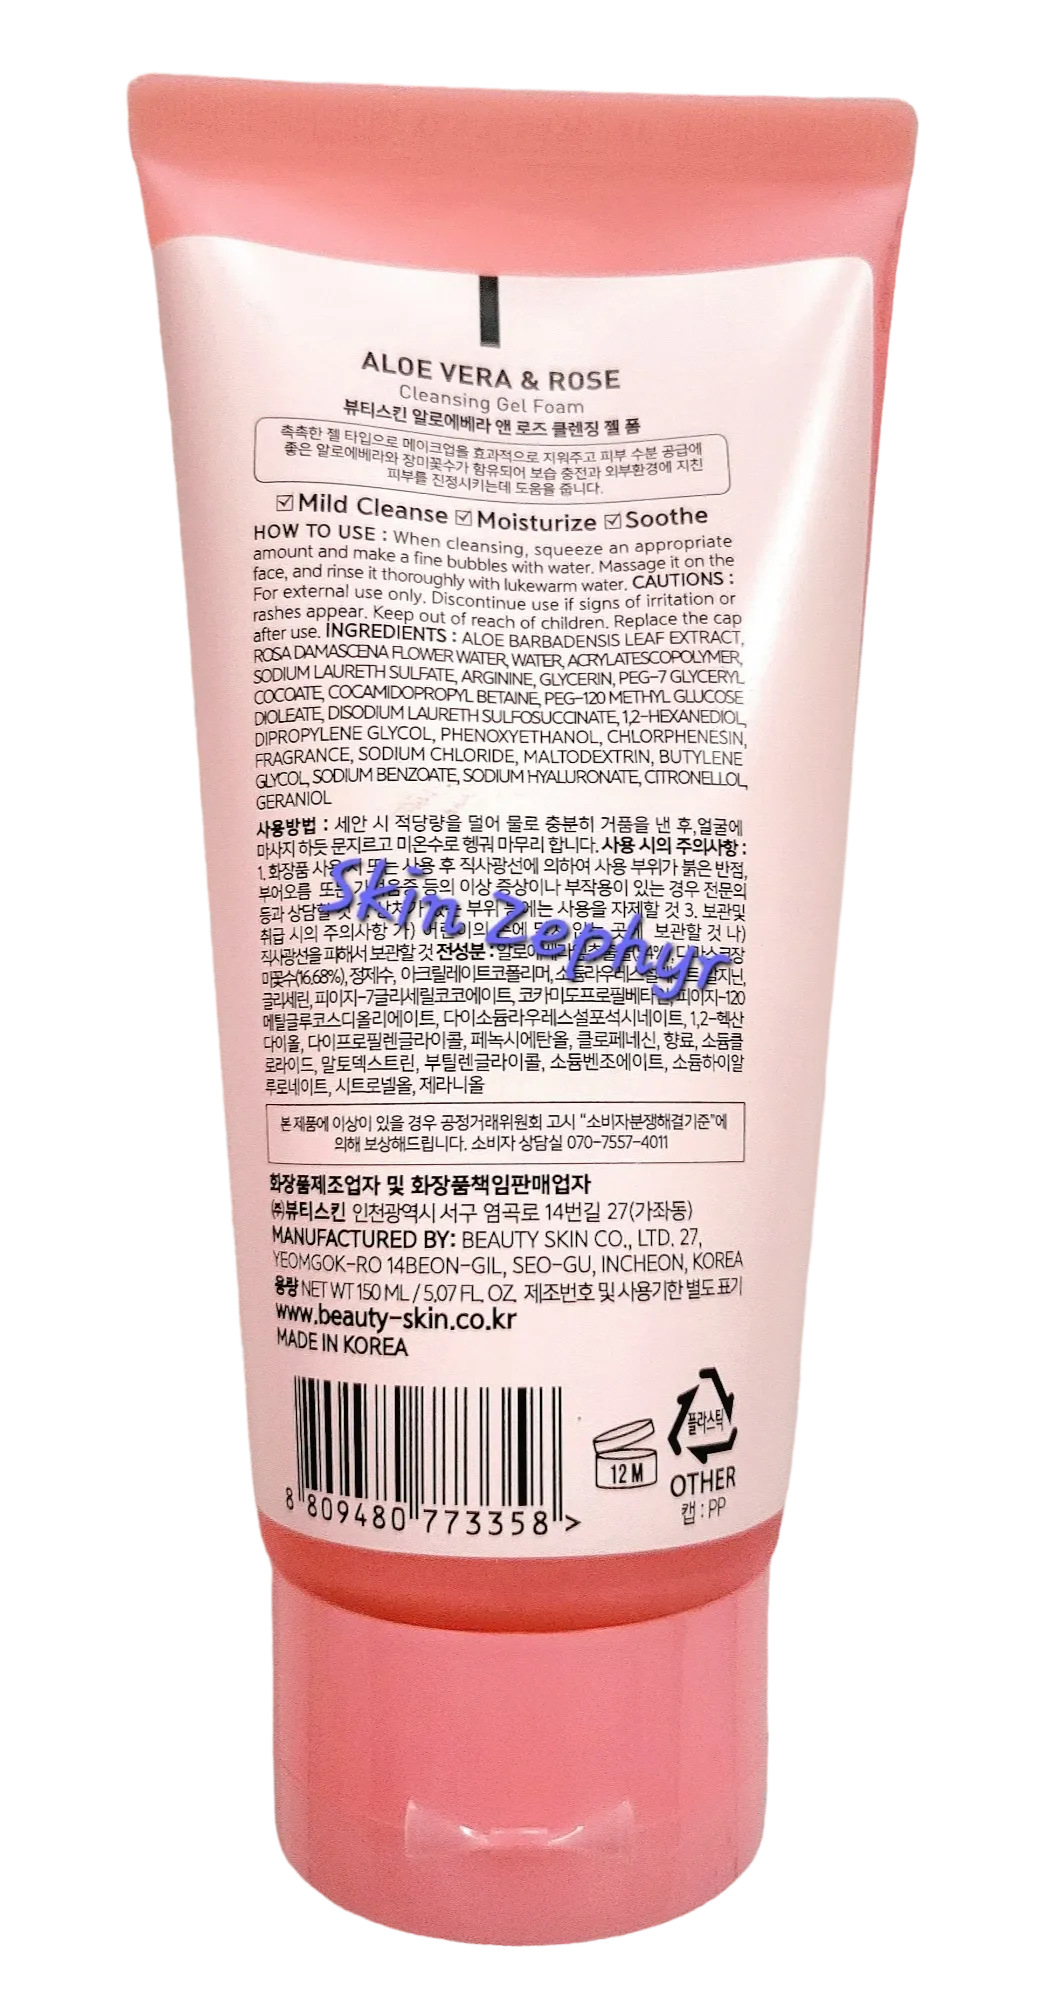 ALOE VERA & ROSE
Cleansing Gel Foam
뷰티스킨 알로에베라 앤 로즈 클렌징 젤 폼
촉촉한 젤 타입으로 메이크업을 효과적으로 지워주고 피부 수분 공급에
좋은 알로에베라와 장미꽃수가 함유되어 보습 충전과 외부환경에 지친
피부를 진정시키는데 도움을 줍니다.
☑Mild Cleanse ☑Moisturize ☑Soothe
HOW TO USE : When cleansing, squeeze an appropriate
amount and make a fine bubbles with water. Massage it on the
face, and rinse it thoroughly with lukewarm water. CAUTIONS :
For external use only. Discontinue use if signs of irritation or
rashes appear. Keep out of reach of children. Replace the cap
after use. INGREDIENTS : ALOE BARBADENSIS LEAF EXTRACT,
ROSA DAMASCENA FLOWER WATER, WATER, ACRYLATESCOPOLYMER,
SODIUM LAURETH SULFATE, ARGININE, GLYCERIN, PEG-7 GLYCERYL
COCOATE, COCAMIDOPROPYL BETAINE, PEG-120 METHYL GLUCOSE
DIOLEATE, DISODIUM LAURETH SULFOSUCCINATE, 1,2-HEXANEDIOL,
DIPROPYLENE GLYCOL, PHENOXYETHANOL, CHLORPHENESIN,
FRAGRANCE, SODIUM CHLORIDE, MALTODEXTRIN, BUTYLENE
GLYCOL, SODIUM BENZOATE, SODIUM HYALURONATE, CITRONELLOL,
GERANIOL
사용방법 : 세안 시 적당량을 덜어 물로 충분히 거품을 낸 후,얼굴에
마사지 하듯 문지르고 미온수로 헹궈 마무리 합니다. 사용 시의 주의사항 :
1. 화장품 사용 시 또는 사용 후 직사광선에 의하여 사용 부위가 붉은 반점,
부어오름 또는 등의 이상 증상이나 부작용이 있는 경우 전문의
등과 상담할 것 부위 사용을 자제할 것 3. 보관및
취급 시의 주의사항 가) 어린이의 보관할 것 나)
직사광선을 피해서 보관할 것 전성분 :
미꽃수(16.68%), 정제수, 아크릴레이트코폴리머,
글리세린, 피이지-7글리세릴코코에이트, 코카미도프로필베타인, 피이지-120
메틸글루코스디올리에이트, 다이소듐라우레스설포석시네이트, 1,2-헥산
다이올, 다이프로필렌글라이콜, 페녹시에탄올, 클로페네신, 향료, 소듐클
로라이드, 말토덱스트린, 부틸렌글라이콜, 소듐벤조에이트, 소듐하이알
루로네이트, 시트로넬올, 제라니올
Skin Zephyr
본 제품에 이상이 있을 경우 공정거래위원회 고시 "소비자분쟁해결기준"에
의해 보상해드립니다. 소비자 상담실 070-7557-4011
화장품제조업자 및 화장품책임판매업자
㈜뷰티스킨 인천광역시 서구 염곡로 14번길 27(가좌동)
MANUFACTURED BY: BEAUTY SKIN CO., LTD. 27,
YEOMGOK-RO 14BEON-GIL, SEO-GU, INCHEON, KOREA
용량 NET WT 150 ML / 5.07 FL. OZ. 제조번호 및 사용기한 별도 표기
www.beauty-skin.co.kr
MADE IN KOREA
8 809480 773358 >
12 M
플라스틱
OTHER
캡 : PP